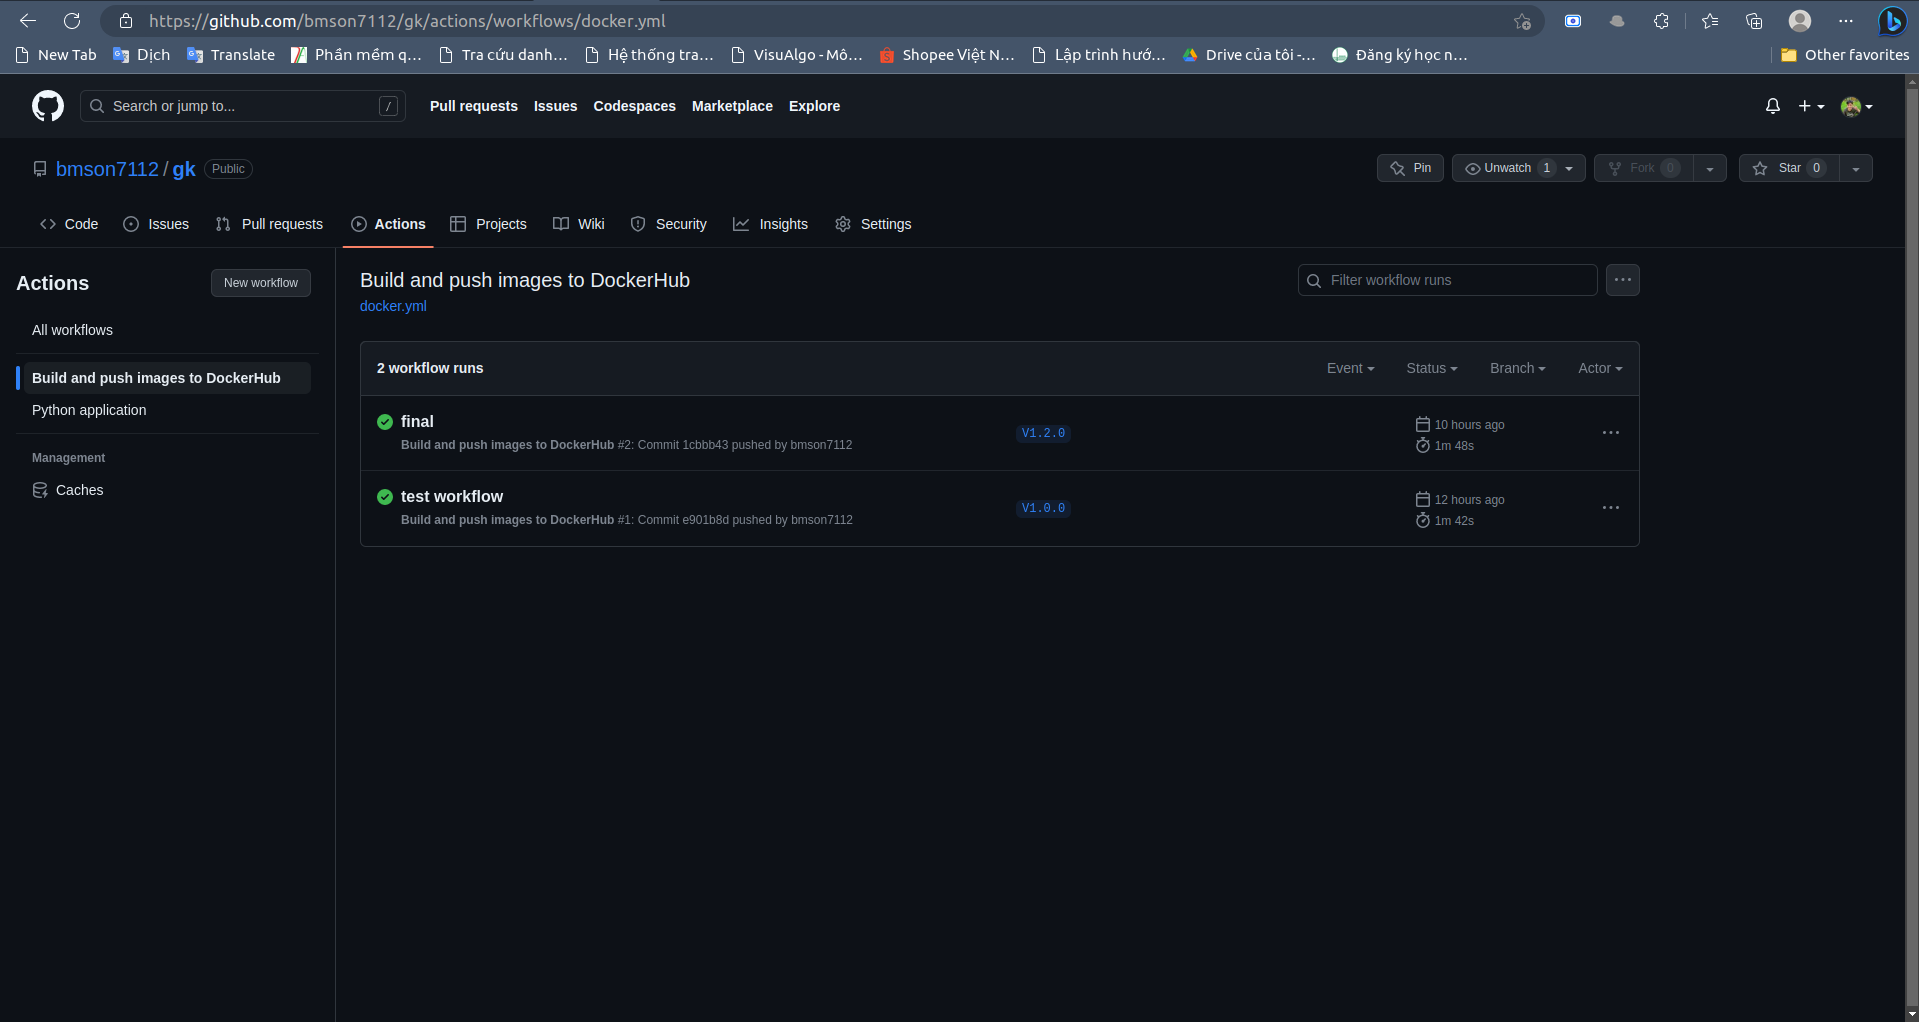 https://github.com/bmson7112/gk/actions/workflows/docker.yml
New Tab Dịch Translate Phần mềm q... Tra cứu danh... Hệ thống tra... VisuAlgo - Mô... Shopee Việt N... Lập trình hướ... Drive của tôi -... Đăng ký học n... Other favorites
Search or jump to... / Pull requests Issues Codespaces Marketplace Explore
bmson7112 / gk Public Pin Unwatch 1 Fork 0 Star 0
Code Issues Pull requests Actions Projects Wiki Security Insights Settings
Actions New workflow
All workflows
Build and push images to DockerHub
Python application
Management
Caches
Build and push images to DockerHub
docker.yml
Filter workflow runs
2 workflow runs Event Status Branch Actor
final
Build and push images to DockerHub #2: Commit 1cbbb43 pushed by bmson7112
V1.2.0
10 hours ago
1m 48s
test workflow
Build and push images to DockerHub #1: Commit e901b8d pushed by bmson7112
V1.0.0
12 hours ago
1m 42s